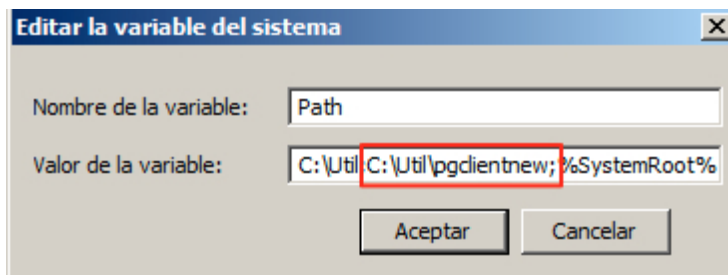 Editar la variable del sistema
Nombre de la variable: Path
Valor de la variable: C:\Util;C:\Util\pgclientnew;%SystemRoot%
Aceptar Cancelar